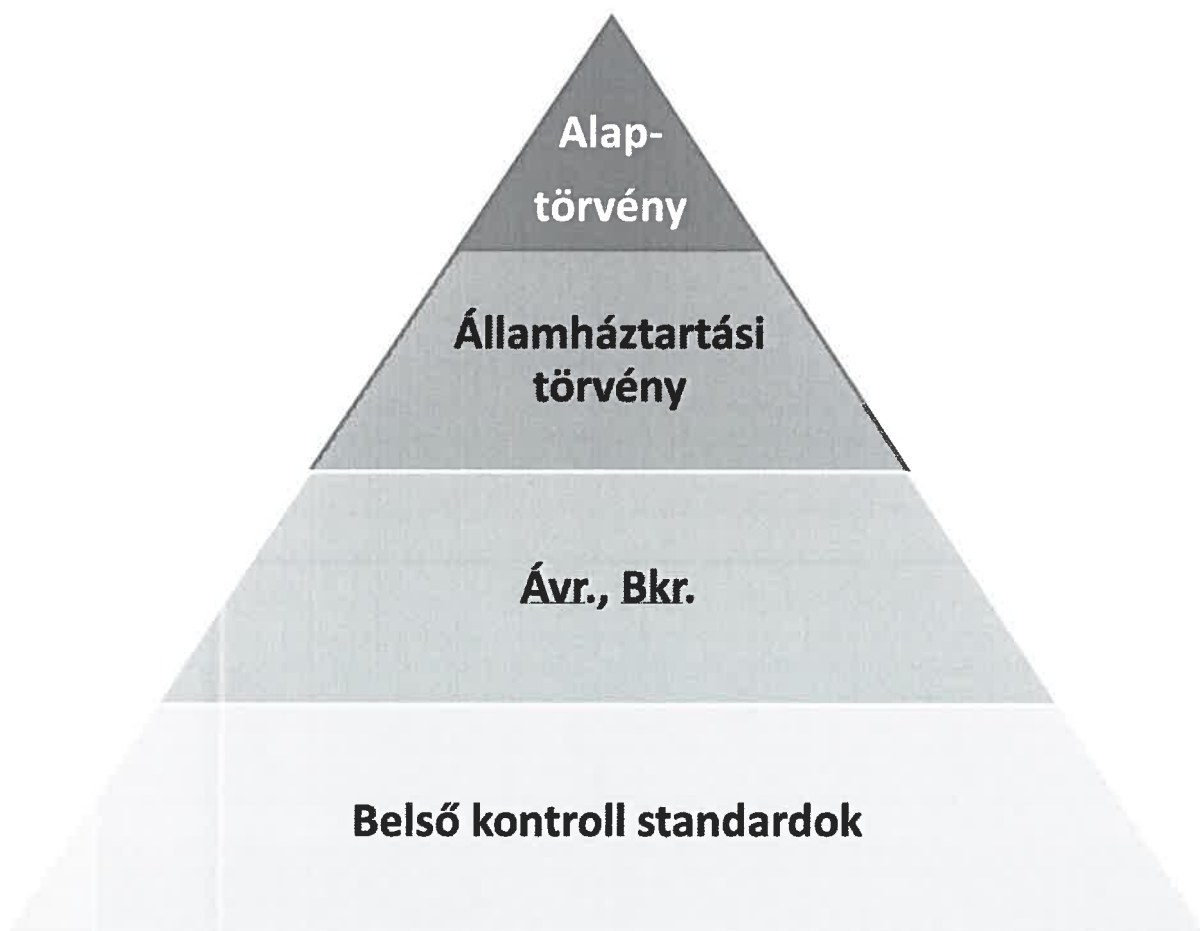 Alap-
törvény
Államháztartási
törvény
Ávr., Bkr.
Belső kontroll standardok